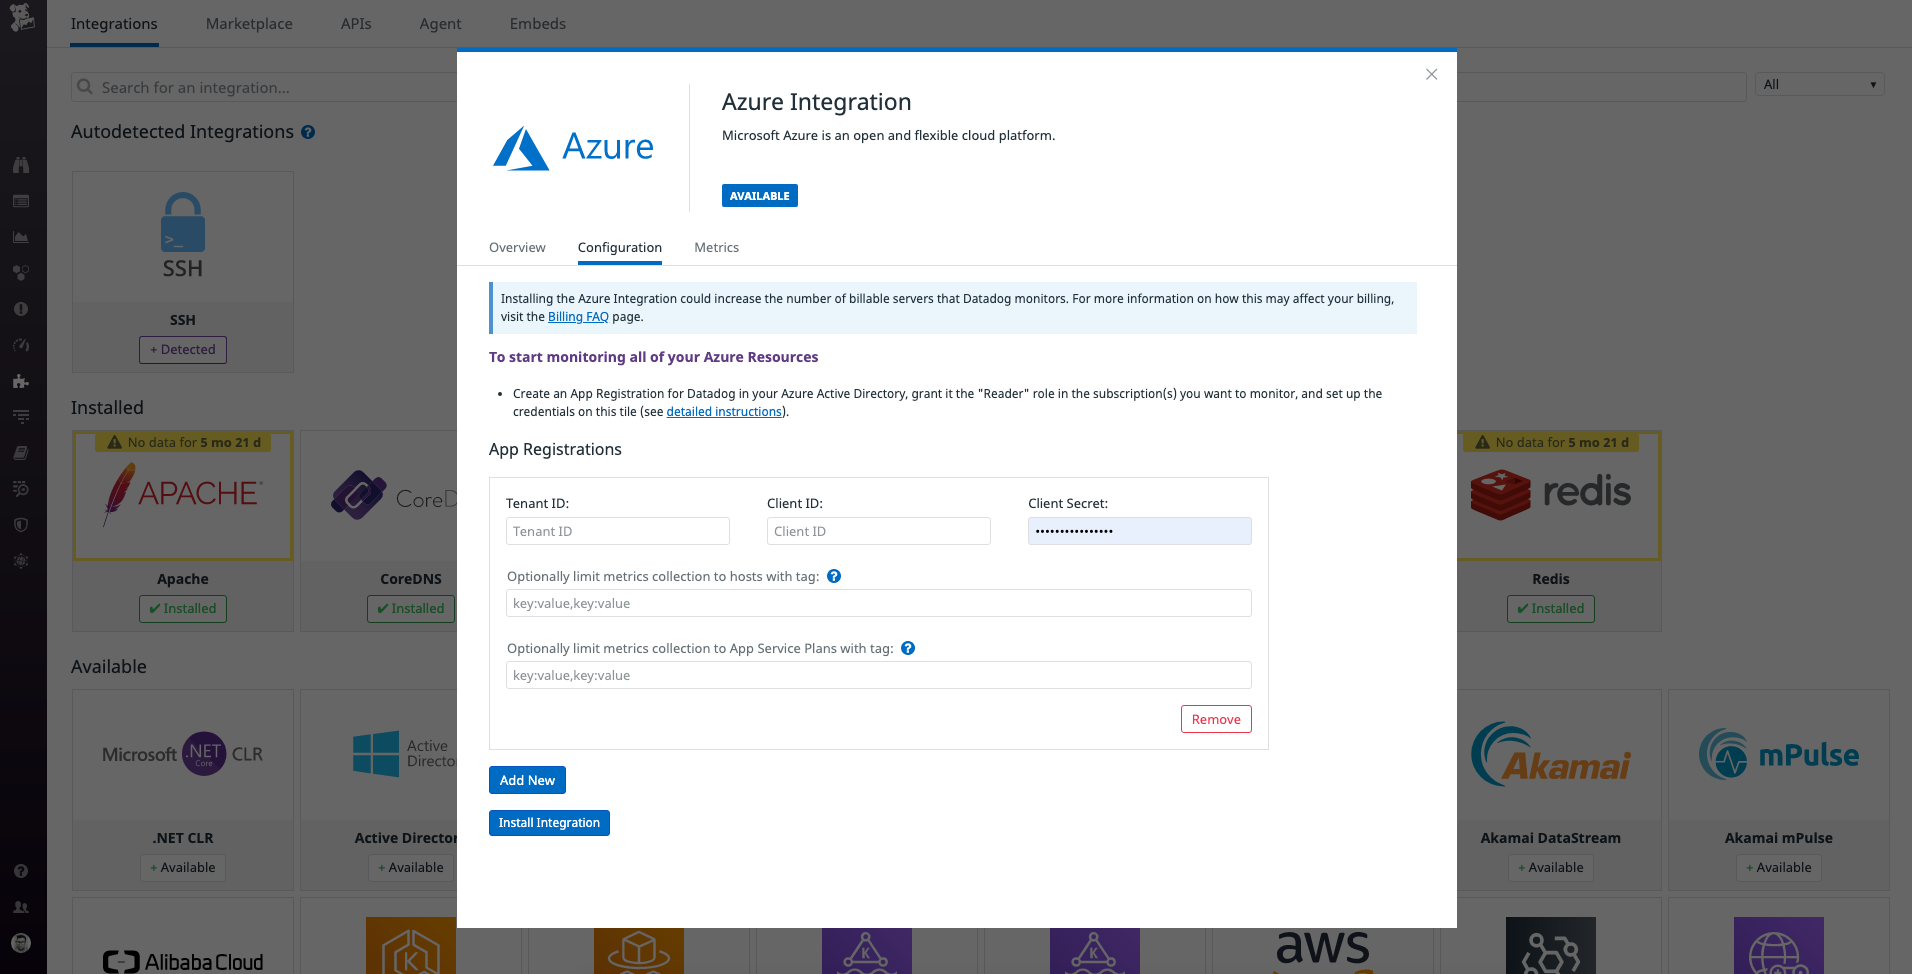 Integrations
Marketplace
APIs
Agent
Embeds
Search for an integration...
All
Autodetected Integrations
>_
SSH
SSH
+ Detected
Installed
No data for 5 mo 21 d
APACHE
Apache
✔ Installed
CoreD
CoreDNS
✔ Installed
No data for 5 mo 21 d
redis
Redis
✔ Installed
Available
Microsoft .NET Core CLR
.NET CLR
+ Available
Active
Directo
Active Director
+ Available
Akamai
Akamai DataStream
+ Available
mPulse
Akamai mPulse
+ Available
Alibaba Cloud
K
K
K
aws
Azure
Azure Integration
Microsoft Azure is an open and flexible cloud platform.
AVAILABLE
Overview
Configuration
Metrics
Installing the Azure Integration could increase the number of billable servers that Datadog monitors. For more information on how this may affect your billing,
visit the Billing FAQ page.
To start monitoring all of your Azure Resources
• Create an App Registration for Datadog in your Azure Active Directory, grant it the "Reader" role in the subscription(s) you want to monitor, and set up the
credentials on this tile (see detailed instructions).
App Registrations
Tenant ID:
Client ID:
Client Secret:
Tenant ID
Client ID
••••••••••••••••
Optionally limit metrics collection to hosts with tag:
key:value,key:value
Optionally limit metrics collection to App Service Plans with tag:
key:value,key:value
Remove
Add New
Install Integration